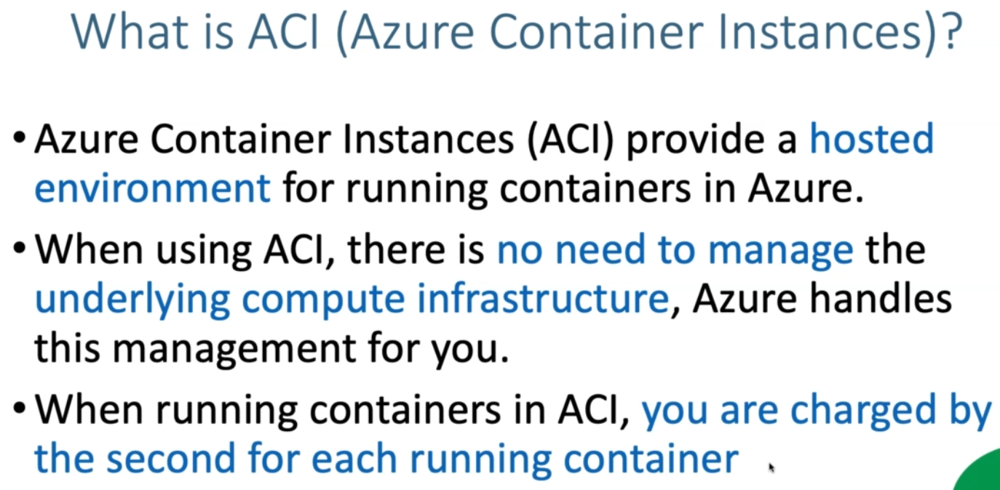 What is ACI (Azure Container Instances)?
• Azure Container Instances (ACI) provide a hosted
environment for running containers in Azure.
• When using ACI, there is no need to manage the
underlying compute infrastructure, Azure handles
this management for you.
• When running containers in ACI, you are charged by
the second for each running container